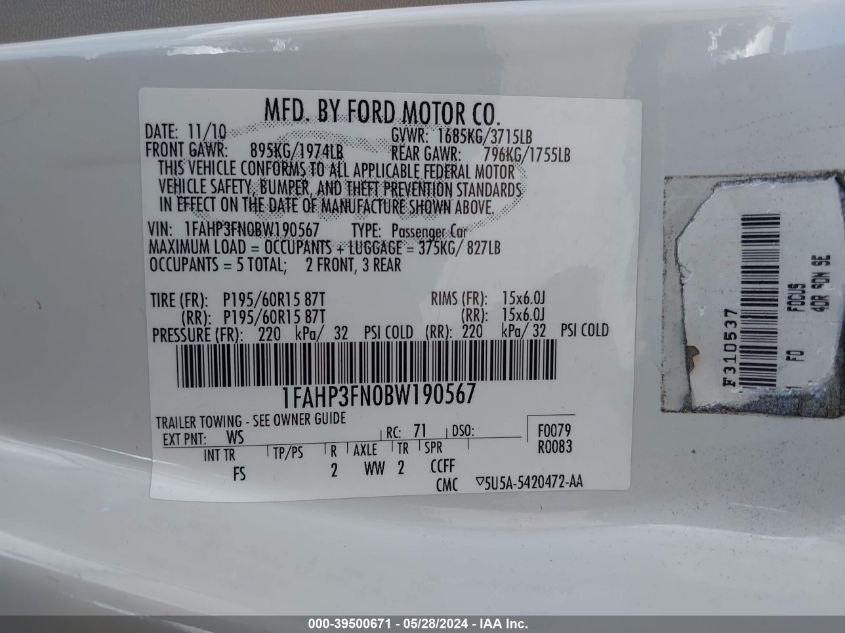 MFD. BY FORD MOTOR CO.
DATE: 11/10 GVWR: 1685KG/3715LB
FRONT GAWR: 895KG/1974LB REAR GAWR: 796KG/1755LB
THIS VEHICLE CONFORMS TO ALL APPLICABLE FEDERAL MOTOR
VEHICLE SAFETY, BUMPER, AND THEFT PREVENTION STANDARDS
IN EFFECT ON THE DATE OF MANUFACTURE SHOWN ABOVE.
VIN: 1FAHP3FN0BW190567 TYPE: Passenger Car
MAXIMUM LOAD = OCCUPANTS + LUGGAGE = 375KG/ 827LB
OCCUPANTS = 5 TOTAL; 2 FRONT, 3 REAR
TIRE (FR): P195/60R15 87T RIMS (FR): 15x6.0J
(RR): P195/60R15 87T (RR): 15x6.0J
PRESSURE (FR): 220 kPa/ 32 PSI COLD (RR): 220 kPa/ 32 PSI COLD
1FAHP3FN0BW190567
TRAILER TOWING - SEE OWNER GUIDE
EXT PNT: WS RC: 71 DSO: F0079
R0083
INT TR TP/PS R AXLE TR SPR
FS 2 WW 2 CCFF
CMC ▽5U5A-5420472-AA
F310537
1 FO FOCUS
4DR SDN SE
000-39500671 / 05/28/2024 - IAA Inc.